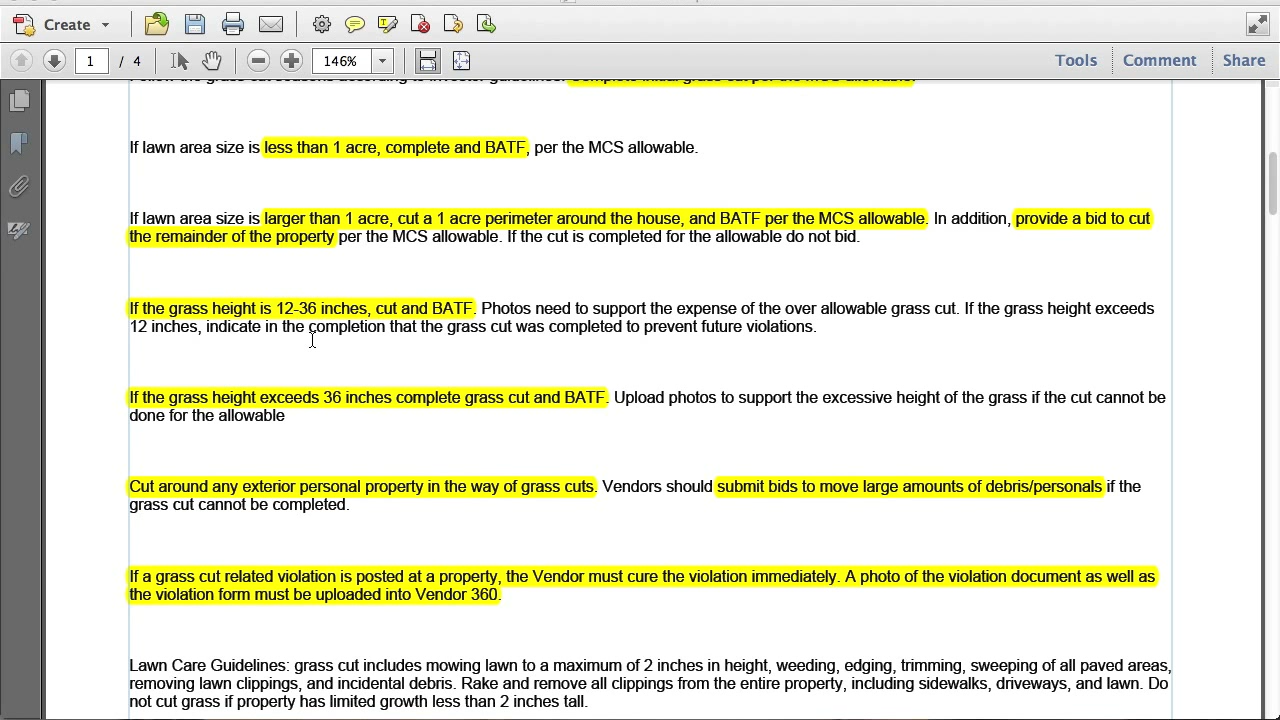 Create
1 / 4
146%
Tools
Comment
Share
If lawn area size is less than 1 acre, complete and BATF, per the MCS allowable.
If lawn area size is larger than 1 acre, cut a 1 acre perimeter around the house, and BATF per the MCS allowable. In addition, provide a bid to cut
the remainder of the property per the MCS allowable. If the cut is completed for the allowable do not bid.
If the grass height is 12-36 inches, cut and BATF. Photos need to support the expense of the over allowable grass cut. If the grass height exceeds
12 inches, indicate in the completion that the grass cut was completed to prevent future violations.
If the grass height exceeds 36 inches complete grass cut and BATF. Upload photos to support the excessive height of the grass if the cut cannot be
done for the allowable
Cut around any exterior personal property in the way of grass cuts. Vendors should submit bids to move large amounts of debris/personals if the
grass cut cannot be completed.
If a grass cut related violation is posted at a property, the Vendor must cure the violation immediately. A photo of the violation document as well as
the violation form must be uploaded into Vendor 360.
Lawn Care Guidelines: grass cut includes mowing lawn to a maximum of 2 inches in height, weeding, edging, trimming, sweeping of all paved areas,
removing lawn clippings, and incidental debris. Rake and remove all clippings from the entire property, including sidewalks, driveways, and lawn. Do
not cut grass if property has limited growth less than 2 inches tall.